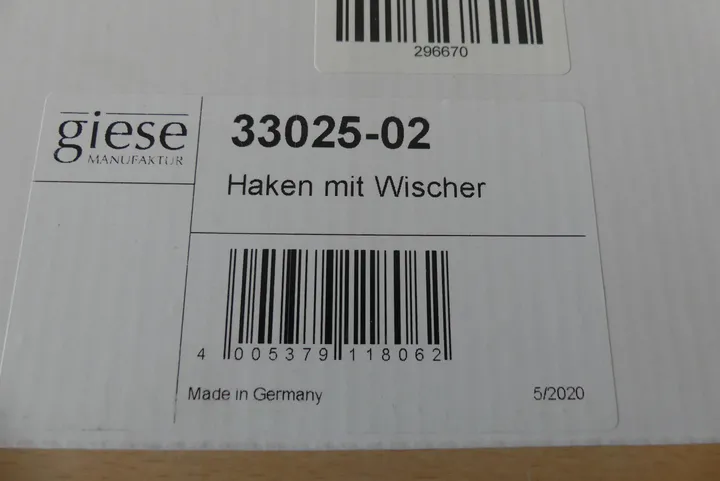 296670
giese
MANUFAKTUR
33025-02
Haken mit Wischer
4 005379 118062
Made in Germany
5/2020